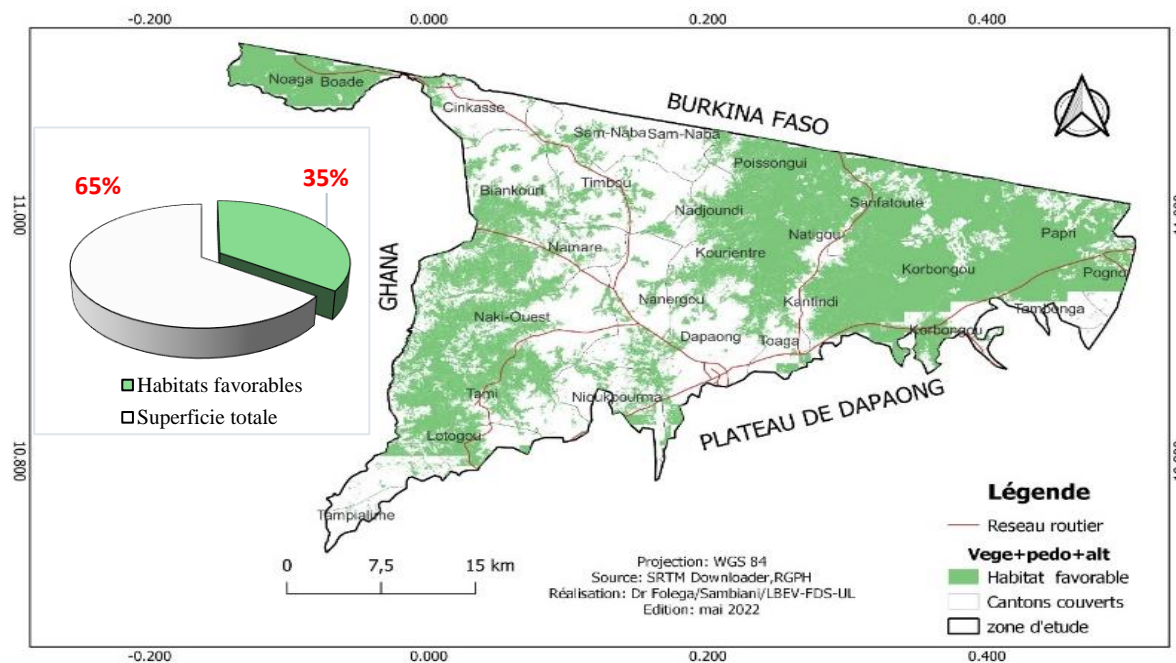 -0.200 0.000 0.200 0.400
BURKINA FASO
Noaga Boade
Cinkasse
Sam-Naba Sam-Naba
Poissongui
65% 35%
Timbou
Biankouri
Sanfatoute
Nadjoundi
11.0000
Natigou
Papri
Namare
Kourientre
GHANA
Korbongou
Pogno
Nanergou
Kantindi
Tambonga
Naki-Ouest
Dapaong
Toaga
Korbongou
Habitats favorables
Superficie totale
Tami
Nioukpourma
PLATEAU DE DAPAONG
Lotogou
10.8000
Tampialime
Légende
Reseau routier
Vege+pedo+alt
Habitat favorable
Cantons couverts
zone d'etude
0 7,5 15 km
Projection: WGS 84
Source: SRTM Downloader,RGPH
Réalisation: Dr Folega/Sambiani/LBEV-FDS-UL
Edition: mai 2022
-0.200 0.000 0.200 0.400